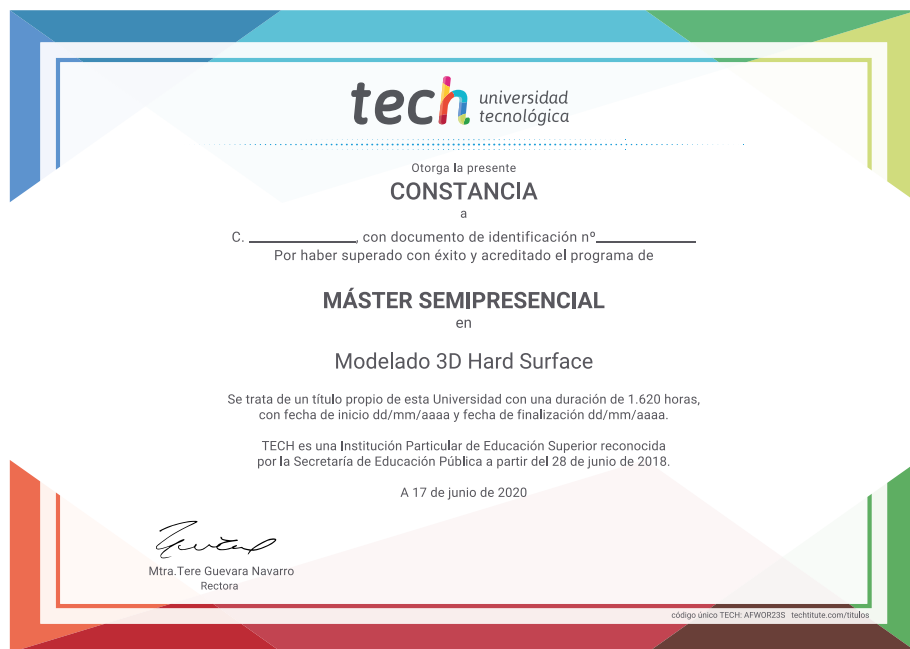 tech universidad
tecnológica
Otorga la presente
CONSTANCIA
a
C. ____________, con documento de identificación nº____________
Por haber superado con éxito y acreditado el programa de
MÁSTER SEMIPRESENCIAL
en
Modelado 3D Hard Surface
Se trata de un título propio de esta Universidad con una duración de 1.620 horas,
con fecha de inicio dd/mm/aaaa y fecha de finalización dd/mm/aaaa.
TECH es una Institución Particular de Educación Superior reconocida
por la Secretaría de Educación Pública a partir del 28 de junio de 2018.
A 17 de junio de 2020
Mtra.Tere Guevara Navarro
Rectora
código único TECH: AFWOR23S techtitute.com/titulos